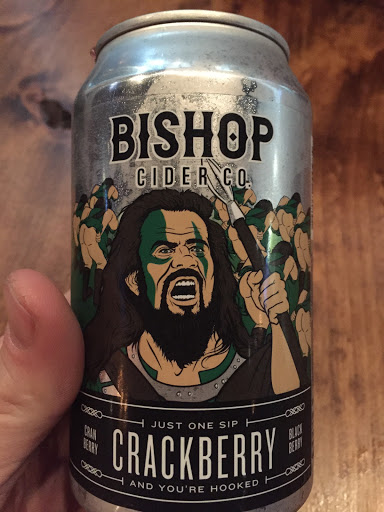 BISHOP
CIDER CO.
JUST ONE SIP
CRAN
BERRY
CRACKBERRY
BLACK
BERRY
AND YOU'RE HOOKED